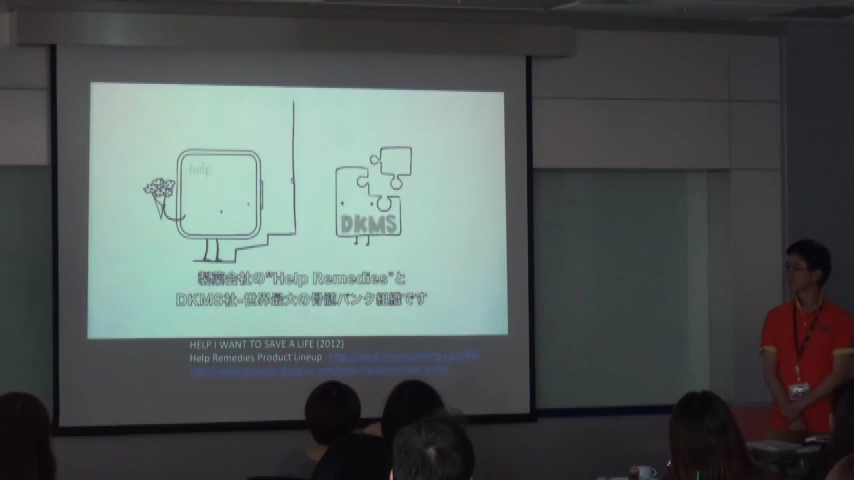 help
DKMS
製薬会社の"Help Remedies"と
DKMS社-世界最大の骨髄バンク組織です
HELP I WANT TO SAVE A LIFE (2012)
Help Remedies Product Lineup